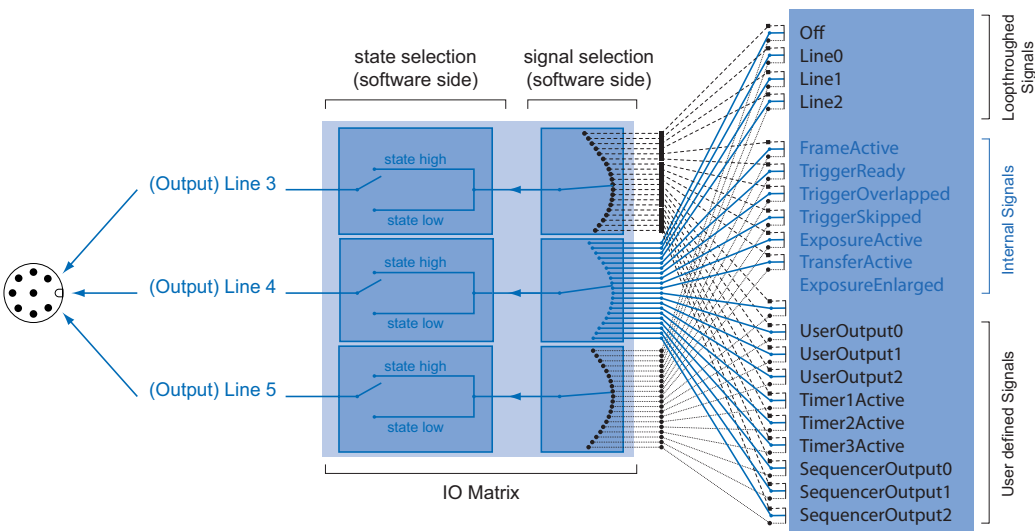 state selection
(software side)
signal selection
(software side)
(Output) Line 3
state high
state low
(Output) Line 4
state high
state low
(Output) Line 5
state high
state low
IO Matrix
Off
Line0
Line1
Line2
FrameActive
TriggerReady
TriggerOverlapped
TriggerSkipped
ExposureActive
TransferActive
ExposureEnlarged
UserOutput0
UserOutput1
UserOutput2
Timer1Active
Timer2Active
Timer3Active
SequencerOutput0
SequencerOutput1
SequencerOutput2
Loopthroughed
Signals
Internal Signals
User defined Signals